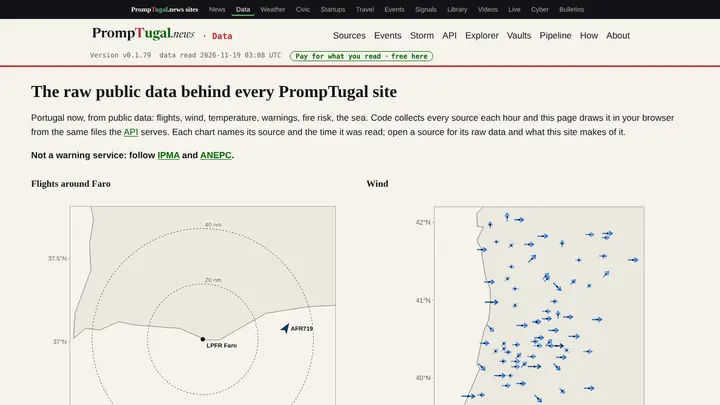 PrompTugal.news sites News Data Weather Civic Startups Travel Events Signals Library Videos Live Cyber Bulletins
PrompTugal.news · Data Sources Events Storm API Explorer Vaults Pipeline How About
Version v0.1.79 data read 2026-11-19 03:08 UTC Pay for what you read · free here
The raw public data behind every PrompTugal site
Portugal now, from public data: flights, wind, temperature, warnings, fire risk, the sea. Code collects every source each hour and this page draws it in your browser
from the same files the API serves. Each chart names its source and the time it was read; open a source for its raw data and what this site makes of it.
Not a warning service: follow IPMA and ANEPC.
Flights around Faro
40 nm
37.5°N
20 nm
AFR719
37°N
LPFR Faro
Wind
42°N
41°N
40°N